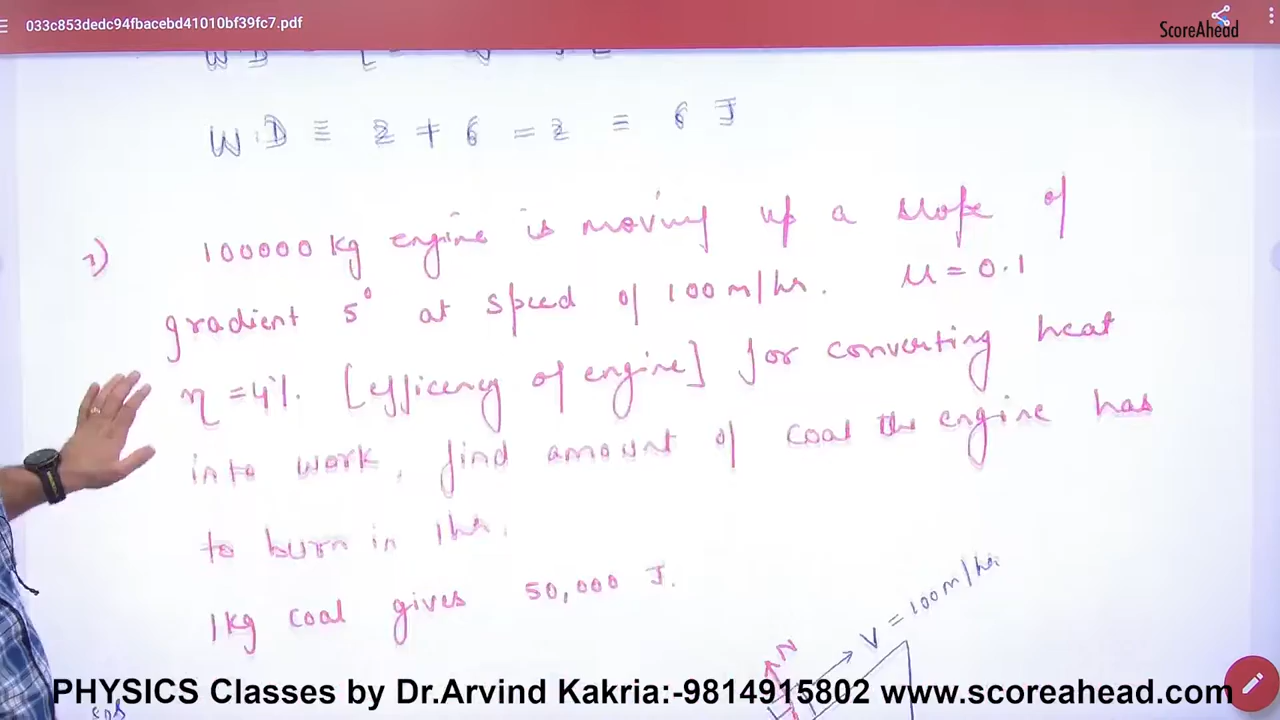 033c853dedc94fbacebd41010bf39fc7.pdf
ScoreAhead
W.D ≡ 2 + 6 = 2 ≡ 6 J
100000 kg engine is moving up a slope of
gradient 5° at speed of 100 m/hr. μ = 0.1
η = 4%. [efficency of engine] for converting heat
into work, find amount of coal the engine has
to burn in 1hr.
1kg coal gives 50,000 J.
V = 100 m/hr
N
PHYSICS Classes by Dr.Arvind Kakria:-9814915802 www.scoreahead.com